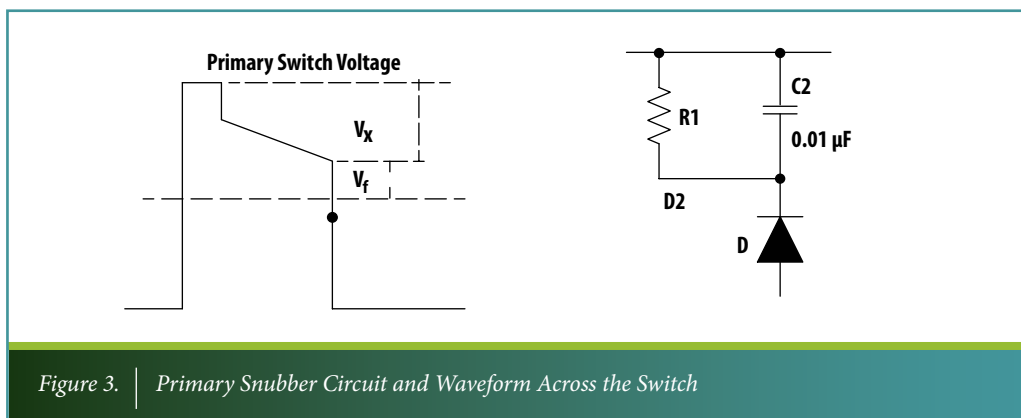 Primary Switch Voltage
Vx
Vf
C2
R1
0.01 µF
D2
D
Figure 3. Primary Snubber Circuit and Waveform Across the Switch